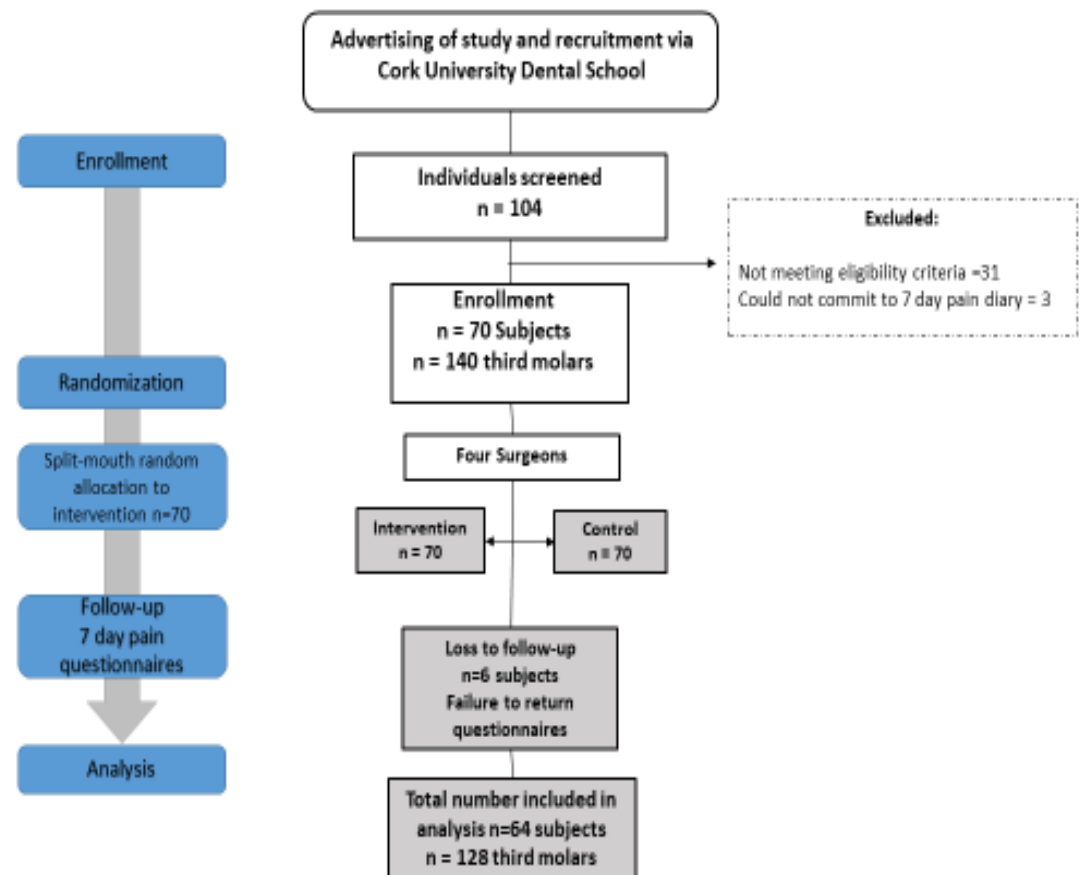 Advertising of study and recruitment via
Cork University Dental School
Enrollment
Individuals screened
n = 104
Excluded:
Not meeting eligibility criteria =31
Could not commit to 7 day pain diary = 3
Enrollment
n = 70 Subjects
n = 140 third molars
Randomization
Four Surgeons
Split-mouth random
allocation to
intervention n=70
Intervention
n = 70
Control
n = 70
Follow-up
7 day pain
questionnaires
Loss to follow-up
n=6 subjects
Failure to return
questionnaires
Analysis
Total number included in
analysis n=64 subjects
n = 128 third molars